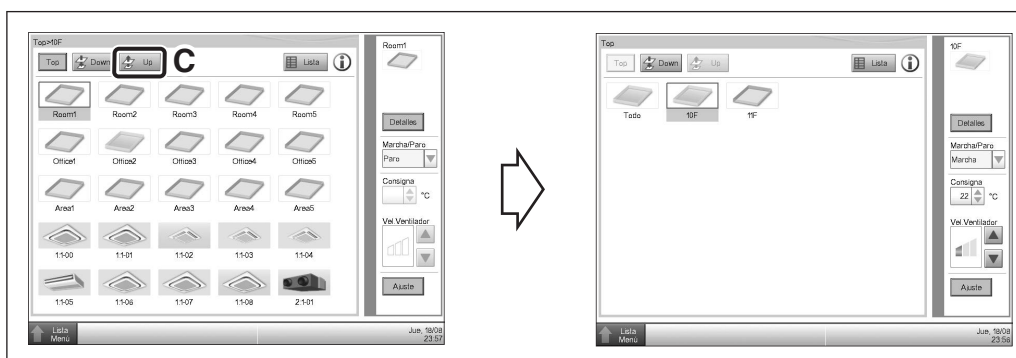 Top>10F
Top Down Up C Lista i
Room1 Room2 Room3 Room4 Room5
Office1 Office2 Office3 Office4 Office5
Area1 Area2 Area3 Area4 Area5
1:1-00 1:1-01 1:1-02 1:1-03 1:1-04
1:1-05 1:1-06 1:1-07 1:1-08 2:1-01
Room1
Detalles
Marcha/Paro
Paro
Consigna
°C
Vel.Ventilador
Ajuste
Lista
Menú
Jue, 18/08
23:57
Top
Top Down Up Lista i
Todo 10F 11F
10F
Detalles
Marcha/Paro
Marcha
Consigna
22 °C
Vel.Ventilador
Ajuste
Lista
Menú
Jue, 18/08
23:56